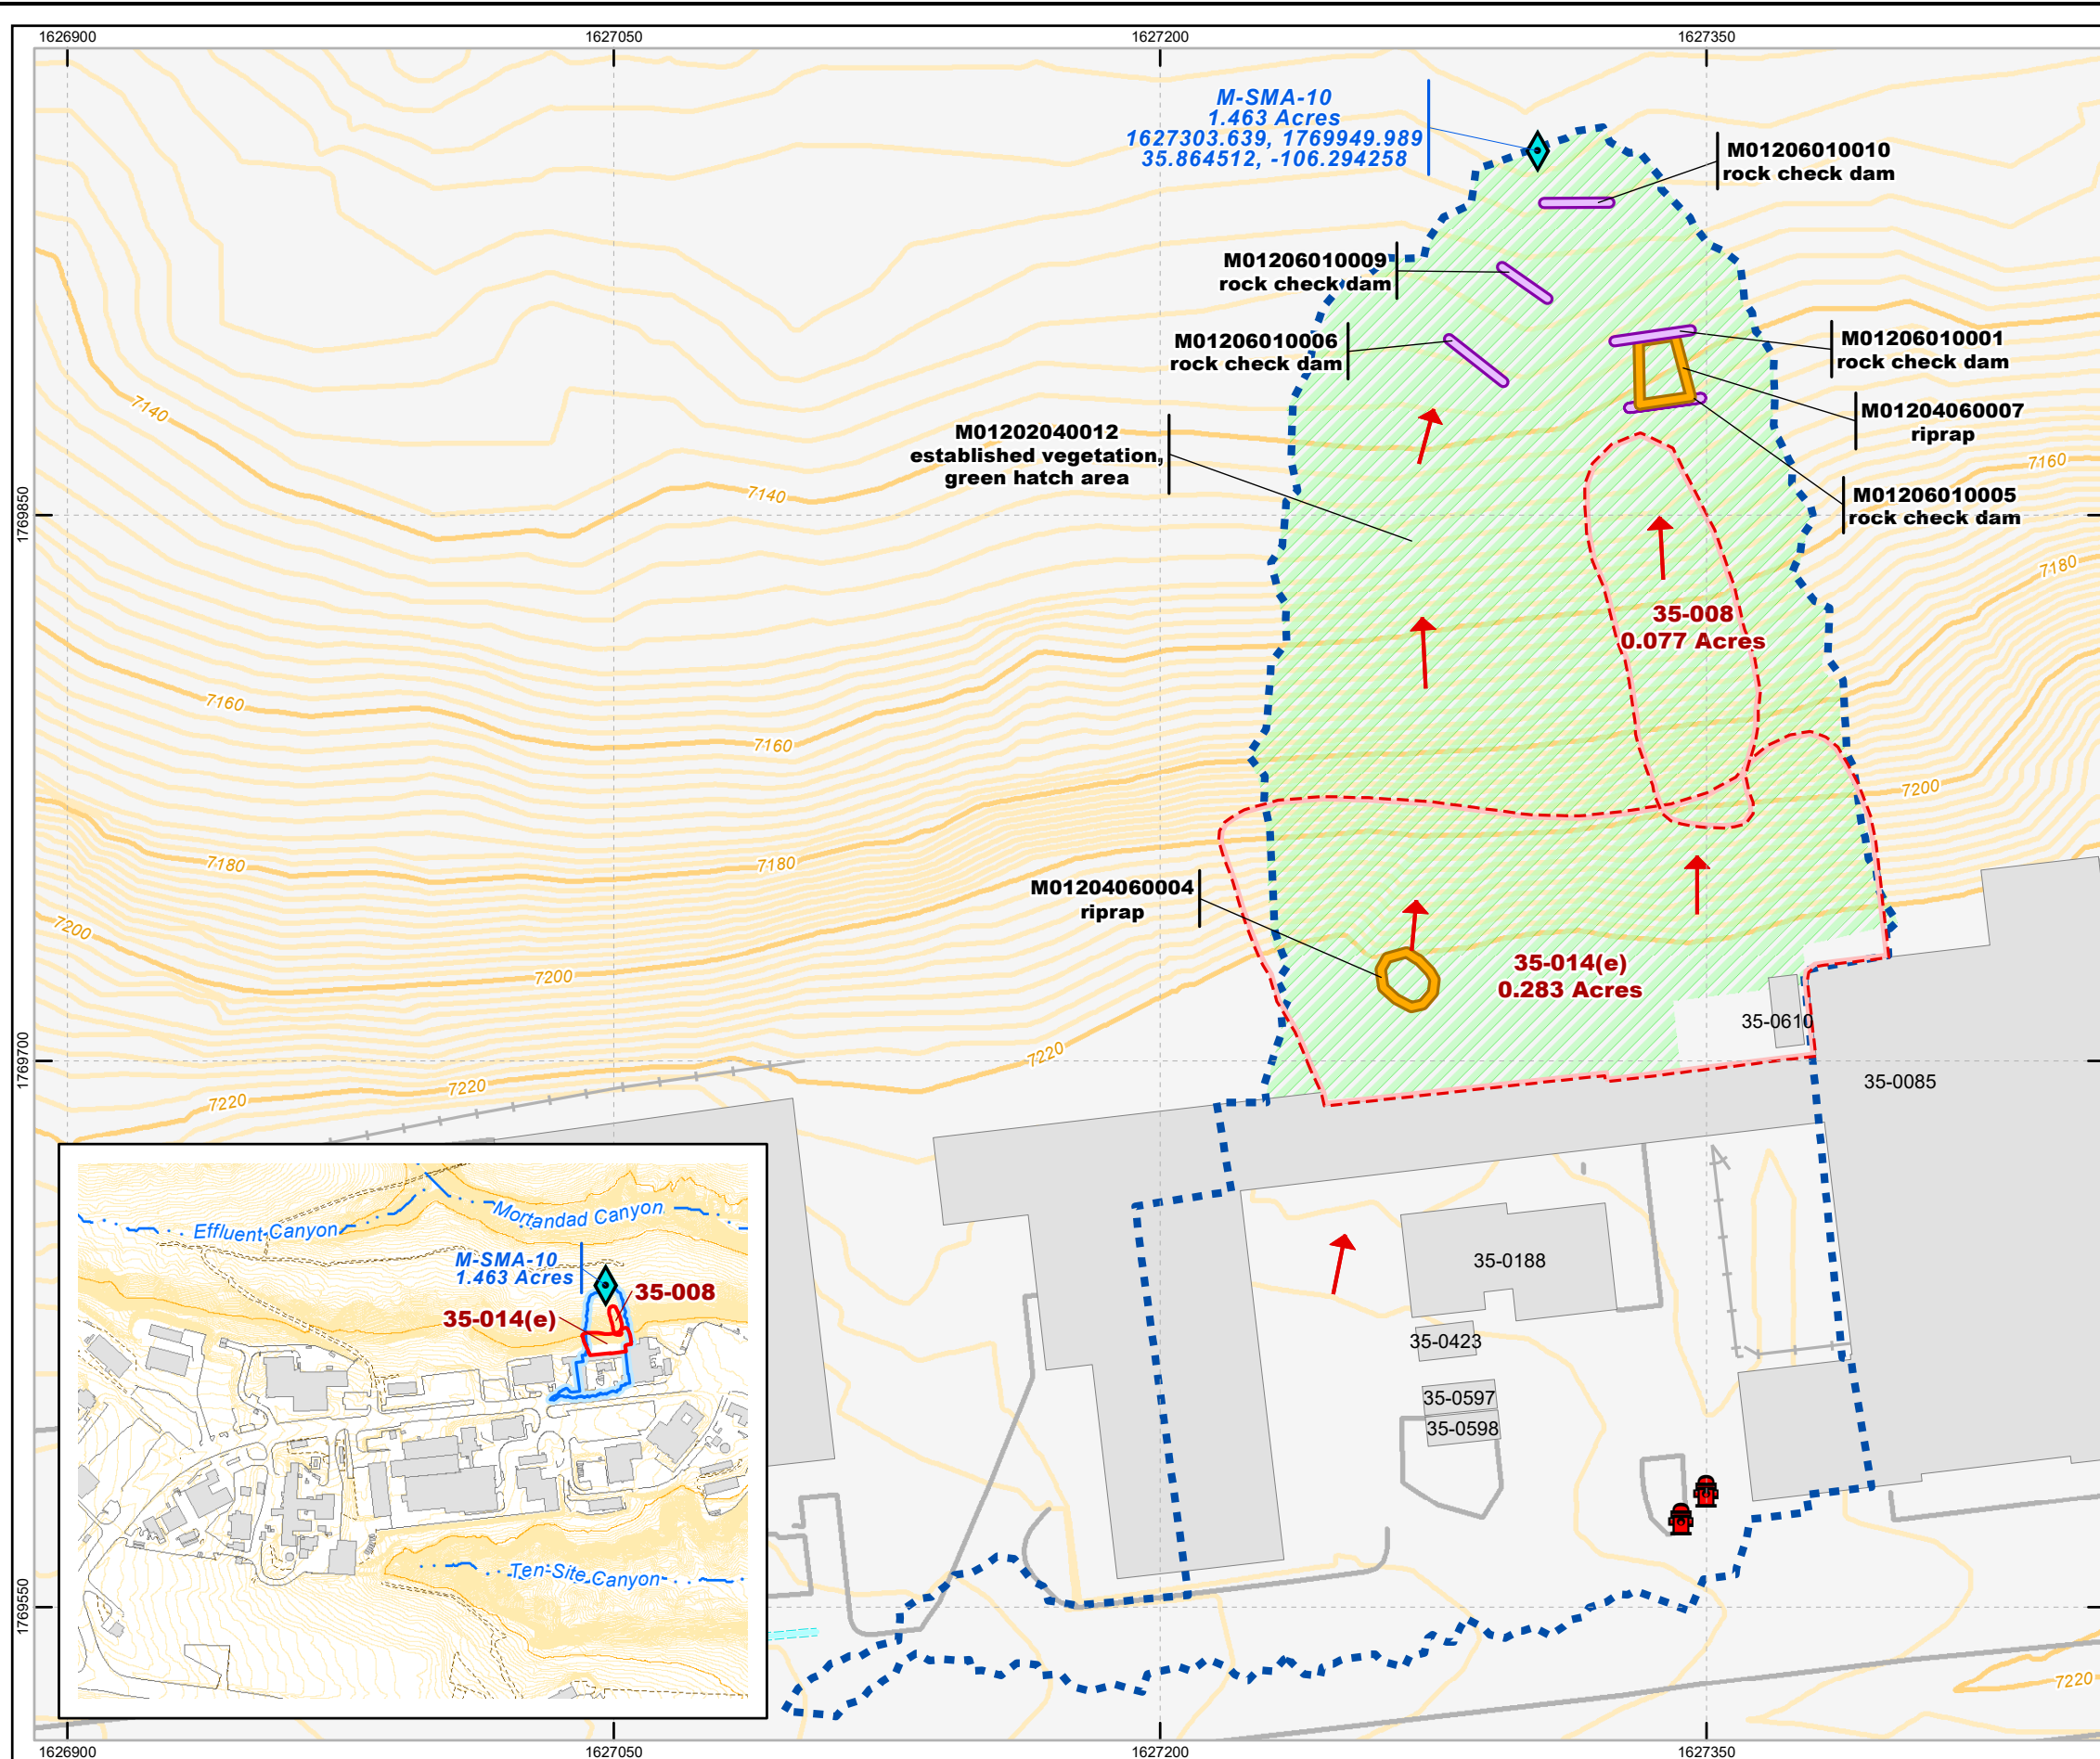 1626900
1627050
1627200
1627350
M-SMA-10
1.463 Acres
1627303.639, 1769949.989
35.864512, -106.294258
M01206010010
rock check dam
M01206010009
rock check dam
M01206010006
rock check dam
M01206010001
rock check dam
M01204060007
riprap
M01206010005
rock check dam
M01202040012
established vegetation,
green hatch area
7140
7140
7160
7180
1769850
35-008
0.077 Acres
7160
7160
7200
7180
7180
M01204060004
riprap
7200
7200
35-014(e)
0.283 Acres
35-0610
1769700
7220
7220
7220
35-0085
35-0188
35-0423
35-0597
35-0598
Effluent Canyon
Mortandad Canyon
M-SMA-10
1.463 Acres
35-008
35-014(e)
Ten-Site Canyon
1769550
7220
1626900
1627050
1627200
1627350